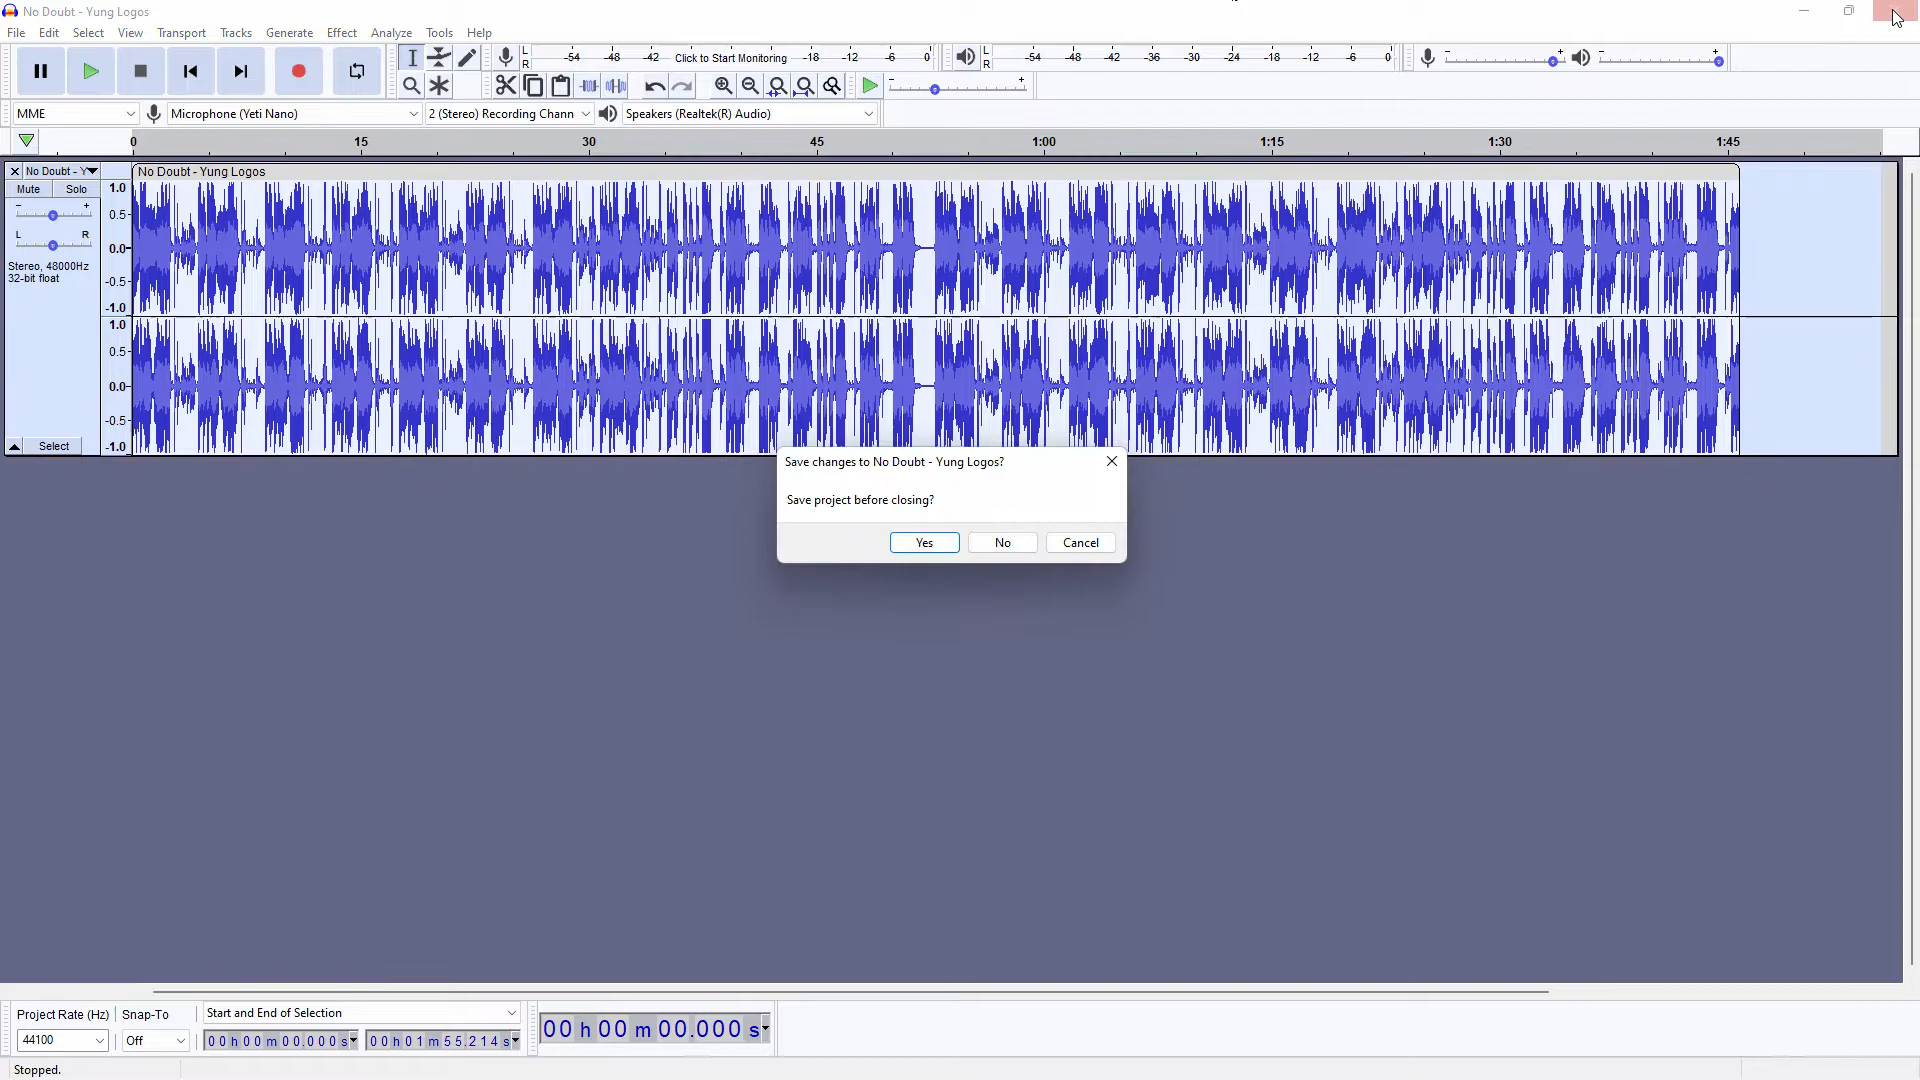 No Doubt - Yung Logos
File Edit Select View Transport Tracks Generate Effect Analyze Tools Help
L R -54 -48 -42 Click to Start Monitoring -18 -12 -6 0 L R -54 -48 -42 -36 -30 -24 -18 -12 -6 0 - + - +
- +
MME Microphone (Yeti Nano) 2 (Stereo) Recording Chann Speakers (Realtek(R) Audio)
0 15 30 45 1:00 1:15 1:30 1:45
No Doubt - Y No Doubt - Yung Logos
Mute Solo 1.0
- + 0.5
L R 0.0
Stereo, 48000Hz
32-bit float -0.5
-1.0
1.0
0.5
0.0
-0.5
Select -1.0
Save changes to No Doubt - Yung Logos?
Save project before closing?
Yes No Cancel
Project Rate (Hz) Snap-To Start and End of Selection
44100 Off 00 h 00 m 00.000 s 00 h 01 m 55.214 s 00 h 00 m 00.000 s
Stopped.